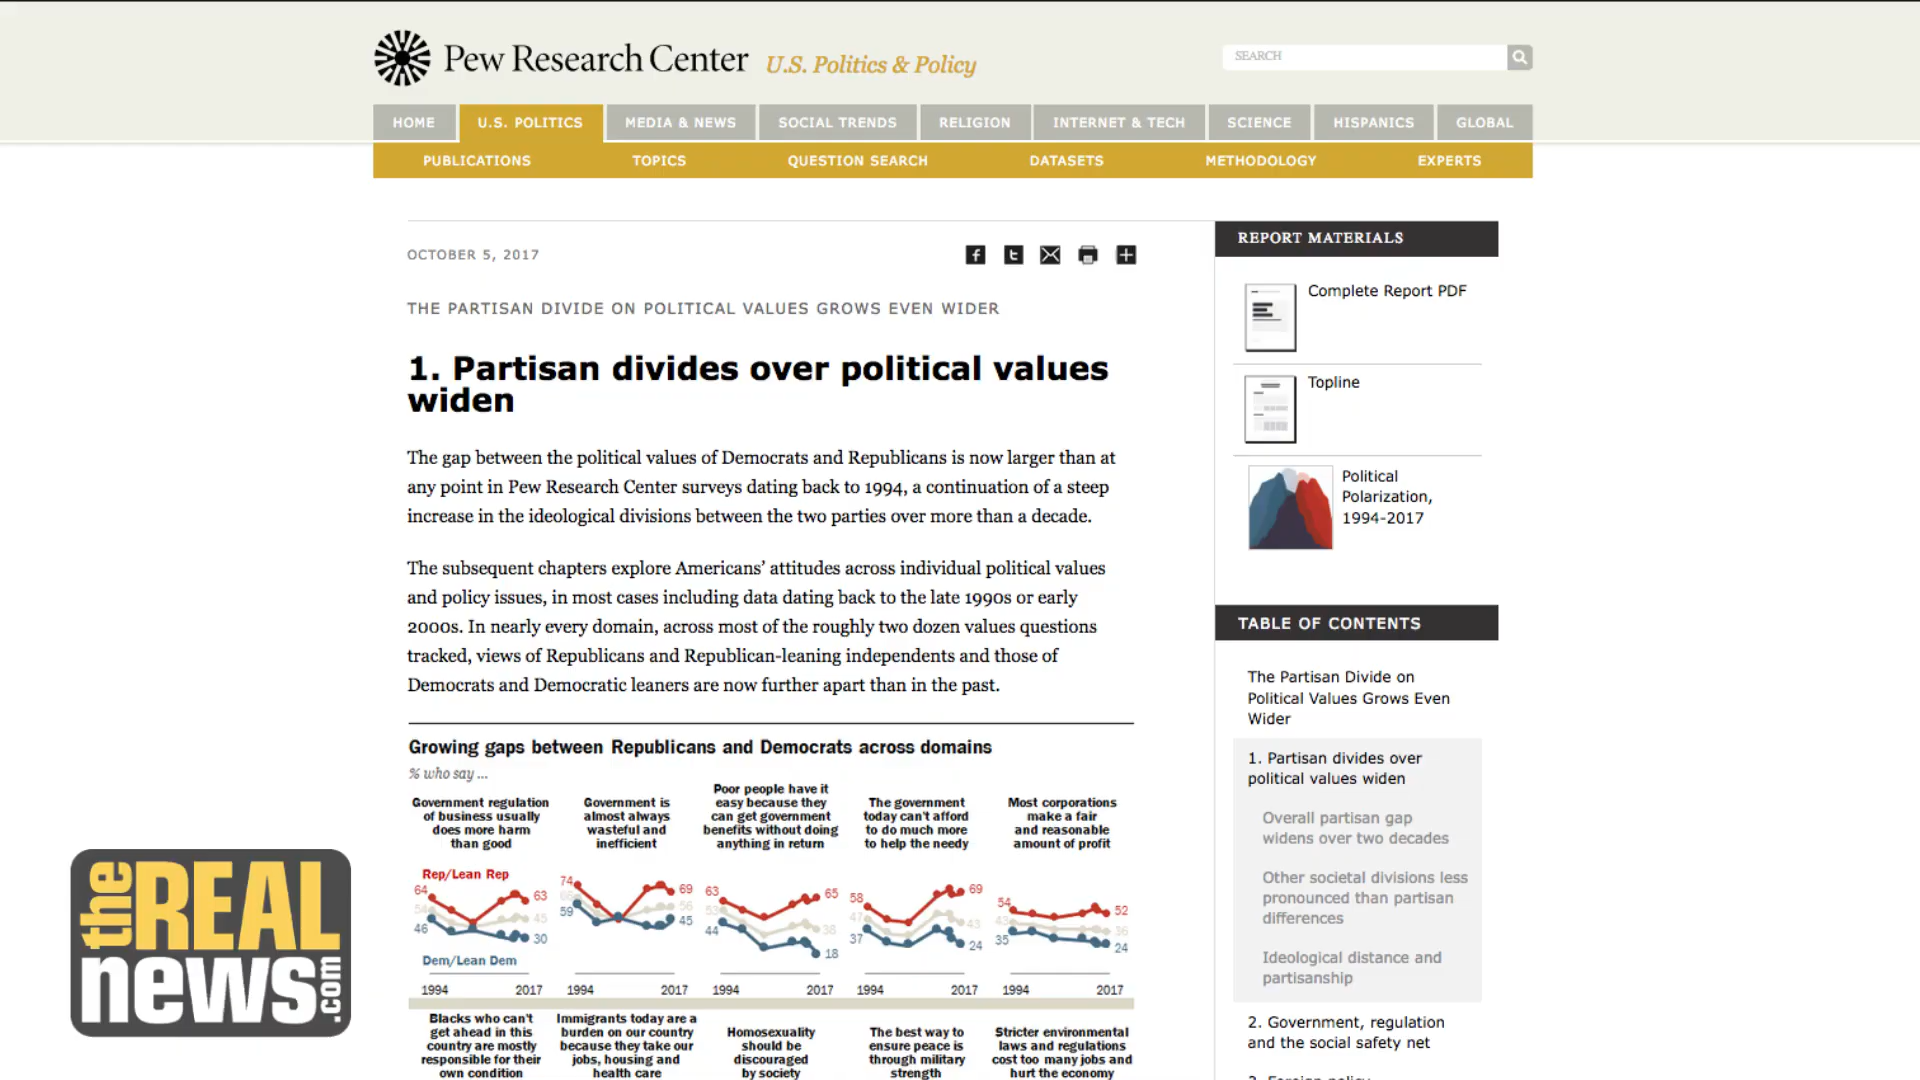 Pew Research Center U.S. Politics & Policy
SEARCH
HOME U.S. POLITICS MEDIA & NEWS SOCIAL TRENDS RELIGION INTERNET & TECH SCIENCE HISPANICS GLOBAL
PUBLICATIONS TOPICS QUESTION SEARCH DATASETS METHODOLOGY EXPERTS
OCTOBER 5, 2017
THE PARTISAN DIVIDE ON POLITICAL VALUES GROWS EVEN WIDER
1. Partisan divides over political values
widen
The gap between the political values of Democrats and Republicans is now larger than at
any point in Pew Research Center surveys dating back to 1994, a continuation of a steep
increase in the ideological divisions between the two parties over more than a decade.
The subsequent chapters explore Americans' attitudes across individual political values
and policy issues, in most cases including data dating back to the late 1990s or early
2000s. In nearly every domain, across most of the roughly two dozen values questions
tracked, views of Republicans and Republican-leaning independents and those of
Democrats and Democratic leaners are now further apart than in the past.
Growing gaps between Republicans and Democrats across domains
% who say ...
Government regulation
of business usually
does more harm
than good
Rep/Lean Rep
64
63
54
45
46
30
Dem/Lean Dem
1994 2017
Government is
almost always
wasteful and
inefficient
74
69
66
56
59
45
1994 2017
Poor people have it
easy because they
can get government
benefits without doing
anything in return
63
65
53
38
44
18
1994 2017
The government
today can't afford
to do much more
to help the needy
58
69
47
43
37
24
1994 2017
Most corporations
make a fair
and reasonable
amount of profit
54
52
43
36
35
24
1994 2017
Blacks who can't
get ahead in this
country are mostly
responsible for their
own condition
Immigrants today are a
burden on our country
because they take our
jobs, housing and
health care
Homosexuality
should be
discouraged
by society
The best way to
ensure peace is
through military
strength
Stricter environmental
laws and regulations
cost too many jobs and
hurt the economy
REPORT MATERIALS
Complete Report PDF
Topline
Political
Polarization,
1994-2017
TABLE OF CONTENTS
The Partisan Divide on
Political Values Grows Even
Wider
1. Partisan divides over
political values widen
Overall partisan gap
widens over two decades
Other societal divisions less
pronounced than partisan
differences
Ideological distance and
partisanship
2. Government, regulation
and the social safety net
3. Foreign policy
the REAL
news.com